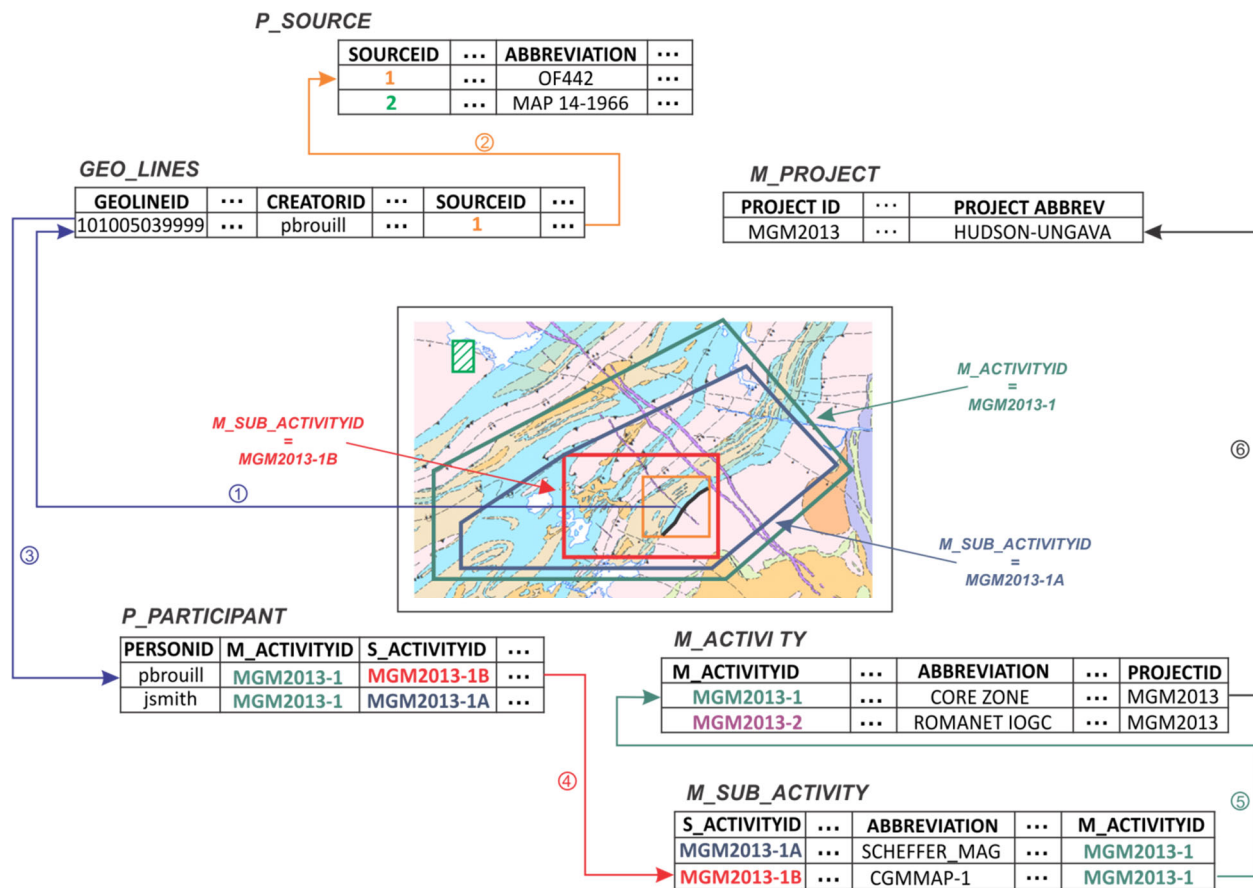 P_SOURCE
SOURCEID ... ABBREVIATION ...
1 ... OF442 ...
2 ... MAP 14-1966 ...
②
GEO_LINES
GEOLINEID ... CREATORID ... SOURCEID ...
101005039999 ... pbrouill ... 1 ...
M_PROJECT
PROJECT ID ... PROJECT ABBREV
MGM2013 ... HUDSON-UNGAVA
M_ACTIVITYID
=
MGM2013-1
M_SUB_ACTIVITYID
=
MGM2013-1B
⑥
①
③
M_SUB_ACTIVITYID
=
MGM2013-1A
P_PARTICIPANT
PERSONID M_ACTIVITYID S_ACTIVITYID ...
pbrouill MGM2013-1 MGM2013-1B ...
jsmith MGM2013-1 MGM2013-1A ...
M_ACTIVI TY
M_ACTIVITYID ... ABBREVIATION ... PROJECTID
MGM2013-1 ... CORE ZONE ... MGM2013
MGM2013-2 ... ROMANET IOGC ... MGM2013
④
⑤
M_SUB_ACTIVITY
S_ACTIVITYID ... ABBREVIATION ... M_ACTIVITYID
MGM2013-1A ... SCHEFFER_MAG ... MGM2013-1
MGM2013-1B ... CGMMAP-1 ... MGM2013-1